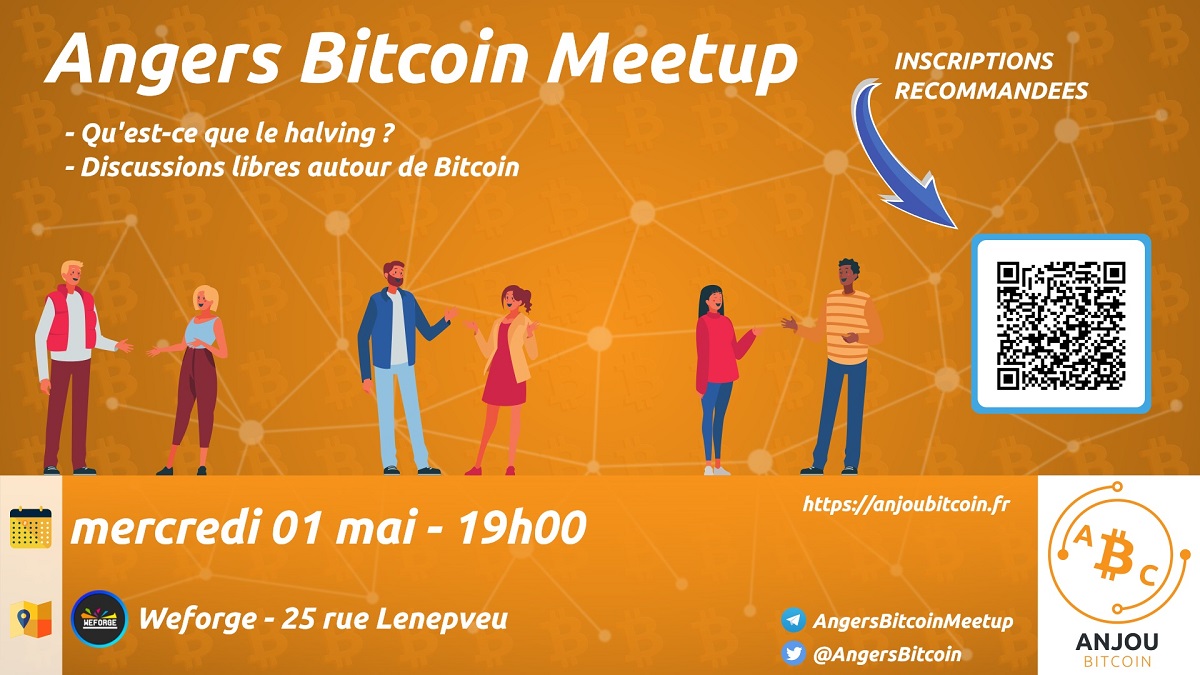 Angers Bitcoin Meetup
- Qu'est-ce que le halving ?
- Discussions libres autour de Bitcoin
INSCRIPTIONS
RECOMMANDEES
mercredi 01 mai - 19h00
WEFORGE
Weforge - 25 rue Lenepveu
https://anjoubitcoin.fr
AngersBitcoinMeetup
@AngersBitcoin
A ₿ C
ANJOU
BITCOIN